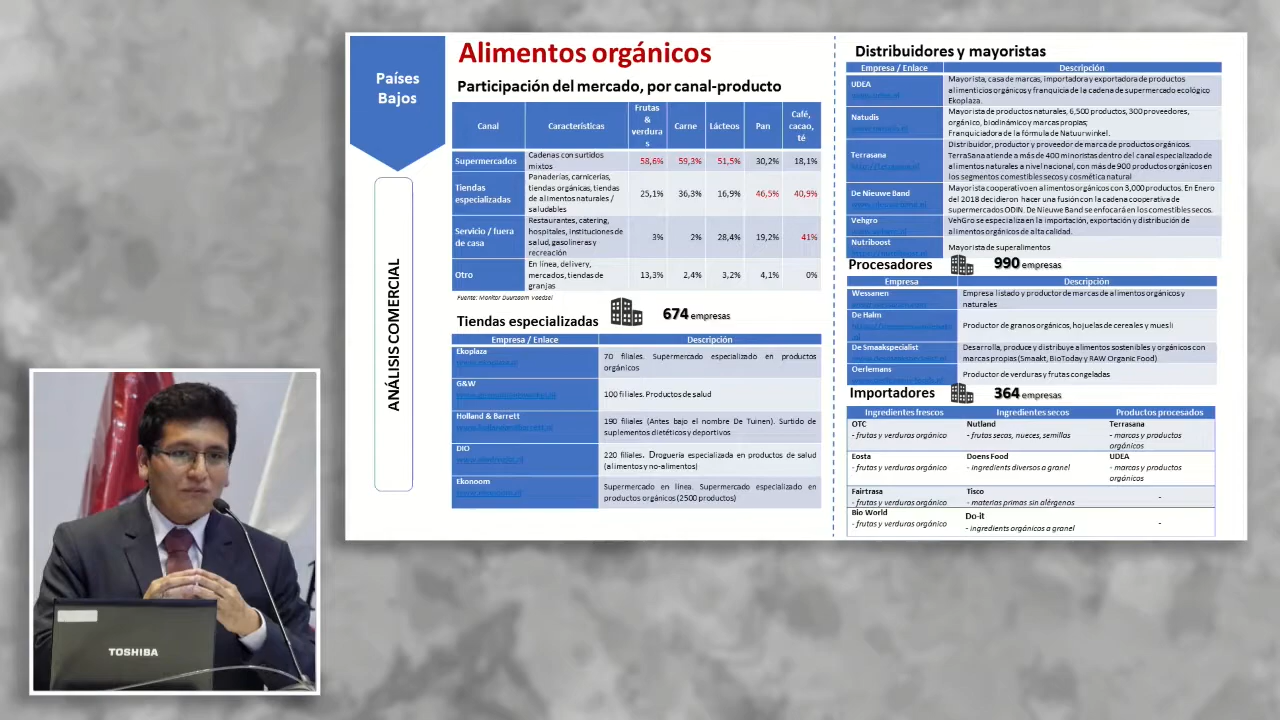 Países
Bajos
ANÁLISIS COMERCIAL
Alimentos orgánicos
Participación del mercado, por canal-producto
Canal Características Frutas & verduras Carne Lácteos Pan Café, cacao, té
Supermercados Cadenas con surtidos mixtos 58,6% 59,3% 51,5% 30,2% 18,1%
Tiendas especializadas Panaderías, carnicerías, tiendas orgánicas, tiendas de alimentos naturales / saludables 25,1% 36,3% 16,9% 46,5% 40,9%
Servicio / fuera de casa Restaurantes, catering, hospitales, instituciones de salud, gasolineras y recreación 3% 2% 28,4% 19,2% 41%
Otro En línea, delivery, mercados, tiendas de granjas 13,3% 2,4% 3,2% 4,1% 0%
Fuente: Monitor Duurzaam Voedsel
Tiendas especializadas 674 empresas
Empresa / Enlace Descripción
Ekoplaza 70 filiales. Supermercado especializado en productos orgánicos
G&W 100 filiales. Productos de salud
Holland & Barrett 190 filiales (Antes bajo el nombre De Tuinen). Surtido de suplementos dietéticos y deportivos
DIO 220 filiales. Drogueria especializada en productos de salud (alimentos y no-alimentos)
Ekonoom Supermercado en línea. Supermercado especializado en productos orgánicos (2500 productos)
Distribuidores y mayoristas
Empresa / Enlace Descripción
UDEA Mayorista, casa de marcas, importadora y exportadora de productos alimenticios orgánicos y franquicia de la cadena de supermercado ecológico Ekoplaza.
Natudis Mayorista de productos naturales, 6,500 productos, 300 proveedores, orgánico, biodinámico y marcas propias; Franquiciadora de la fórmula de Natuurwinkel.
Terrasana Distribuidor, productor y proveedor de marca de productos orgánicos. TerraSana atiende a más de 400 minoristas dentro del canal especializado de alimentos naturales a nivel nacional, con más de 900 productos orgánicos en los segmentos comestibles secos y cosmética natural
De Nieuwe Band Mayorista cooperativo en alimentos orgánicos con 3,000 productos. En Enero del 2018 decidieron hacer una fusión con la cadena cooperativa de supermercados ODIN. De Nieuwe Band se enfocará en los comestibles secos.
Vehgro VehGro se especializa en la importación, exportación y distribución de alimentos orgánicos de alta calidad.
Nutriboost Mayorista de superalimentos
Procesadores 990 empresas
Empresa Descripción
Wessanen Empresa listado y productor de marcas de alimentos orgánicos y naturales
De Halm Productor de granos orgánicos, hojuelas de cereales y muesli
De Smaakspecialist Desarrolla, produce y distribuye alimentos sostenibles y orgánicos con marcas propias (Smaakt, BioToday y RAW Organic Food)
Oerlemans Productor de verduras y frutas congeladas
Importadores 364 empresas
Ingredientes frescos Ingredientes secos Productos procesados
OTC Nutland Terrasana
- frutas y verduras orgánico - frutas secas, nueces, semillas - marcas y productos orgánicos
Eosta Doens Food UDEA
- frutas y verduras orgánico - ingredients diversos a granel - marcas y productos orgánicos
Fairtrasa Tisco
- frutas y verduras orgánico - materias primas sin alérgenos -
Bio World Do-it
- frutas y verduras orgánico - ingredients orgánicos a granel -
TOSHIBA